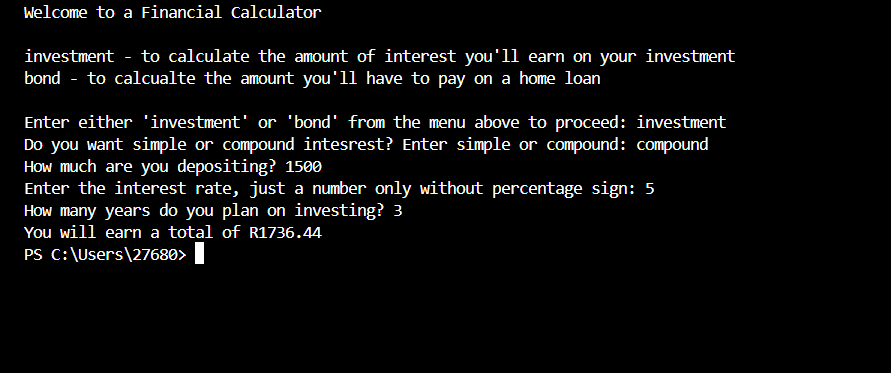 Welcome to a Financial Calculator
investment - to calculate the amount of interest you'll earn on your investment
bond - to calcualte the amount you'll have to pay on a home loan
Enter either 'investment' or 'bond' from the menu above to proceed: investment
Do you want simple or compound intesrest? Enter simple or compound: compound
How much are you depositing? 1500
Enter the interest rate, just a number only without percentage sign: 5
How many years do you plan on investing? 3
You will earn a total of R1736.44
PS C:\Users\27680>